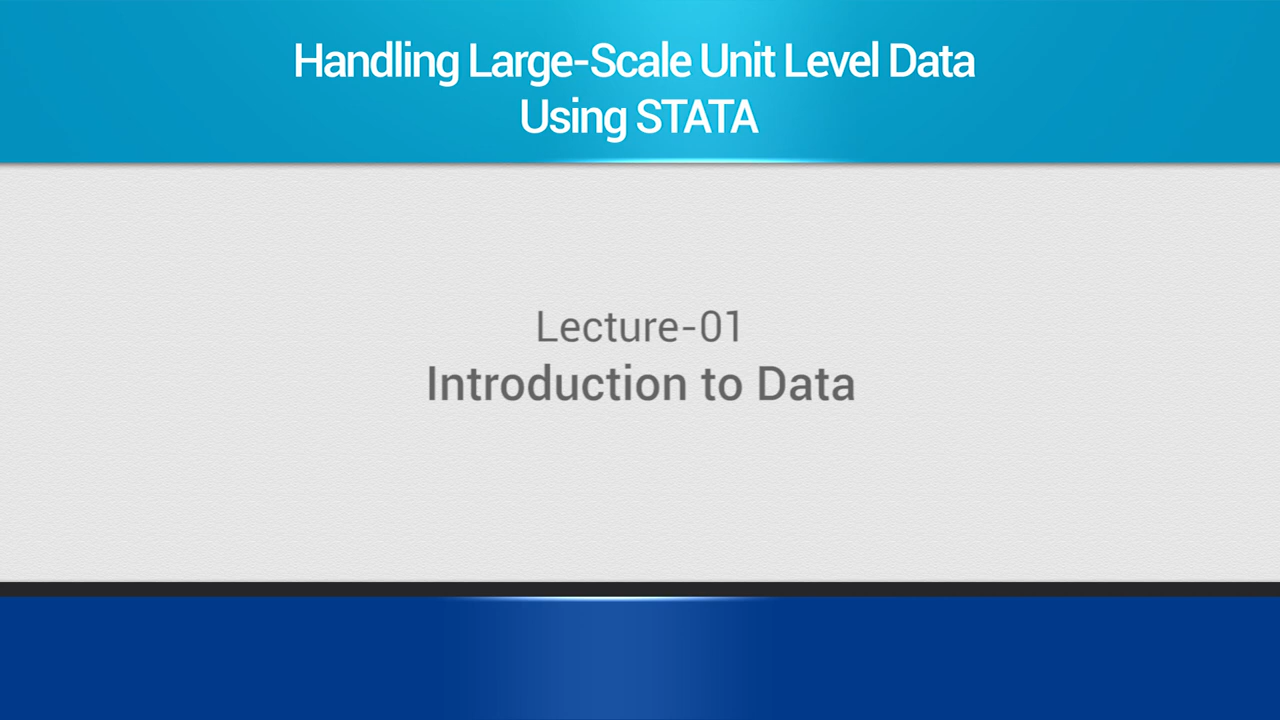 Handling Large-Scale Unit Level Data
Using STATA
Lecture-01
Introduction to Data